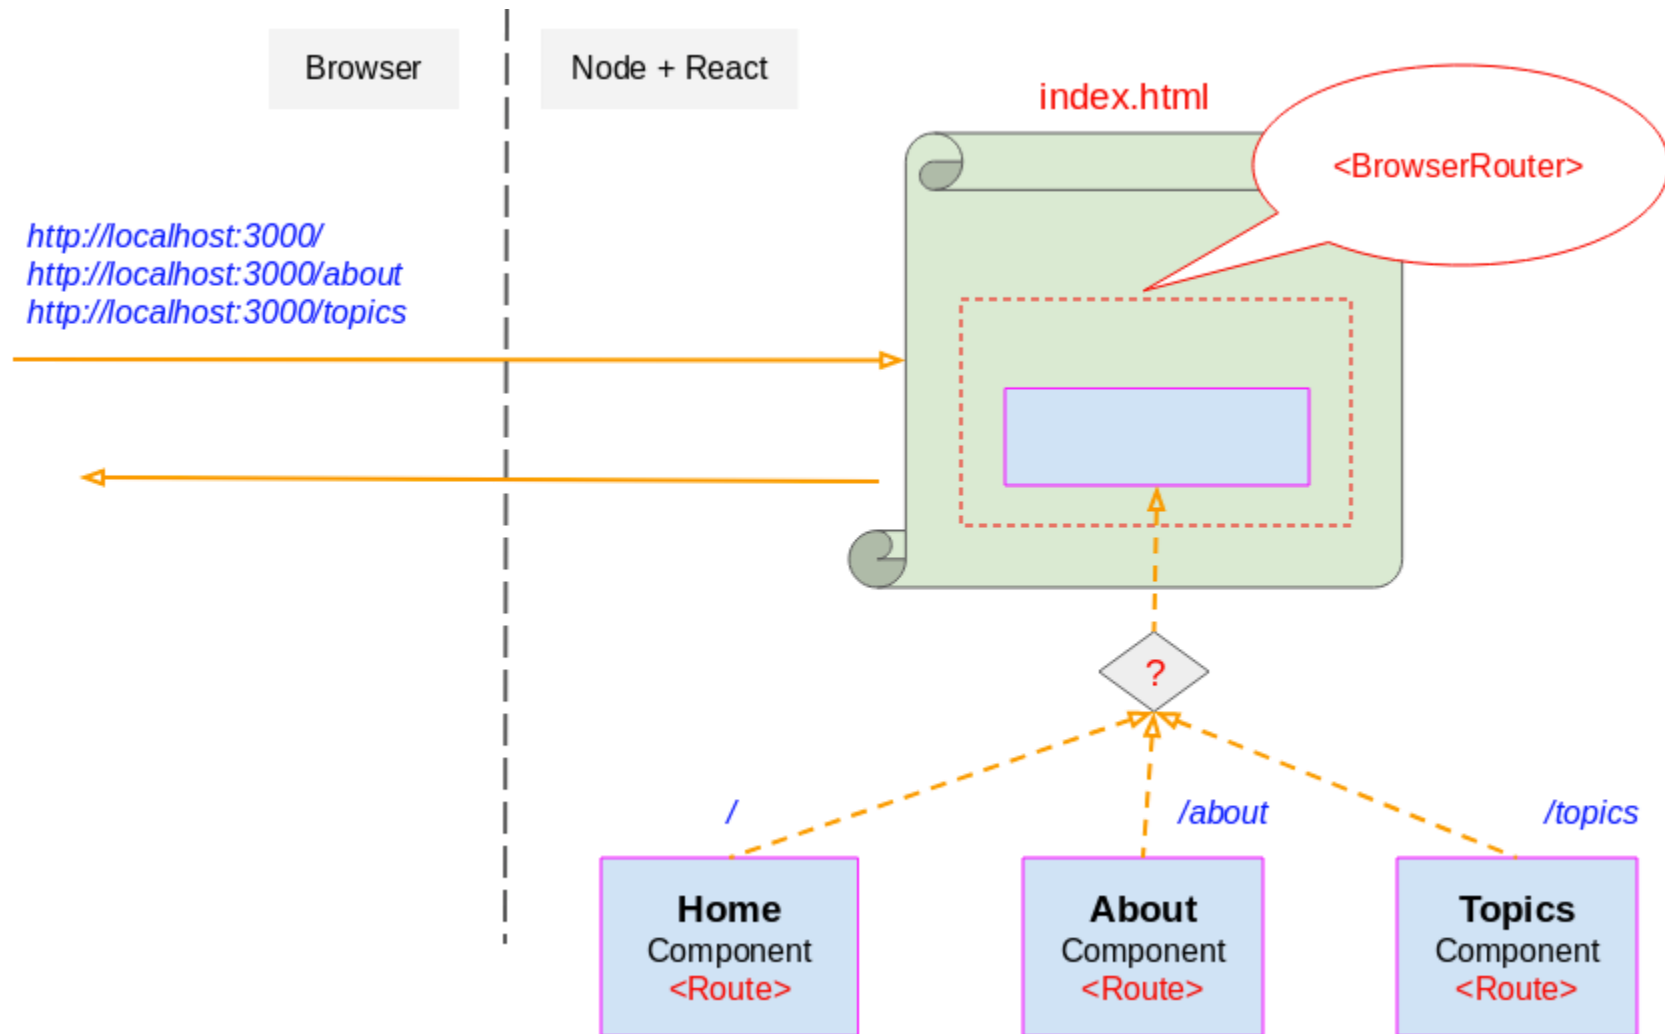 Browser
Node + React
index.html
<BrowserRouter>
http://localhost:3000/
http://localhost:3000/about
http://localhost:3000/topics
?
/
/about
/topics
Home
Component
<Route>
About
Component
<Route>
Topics
Component
<Route>